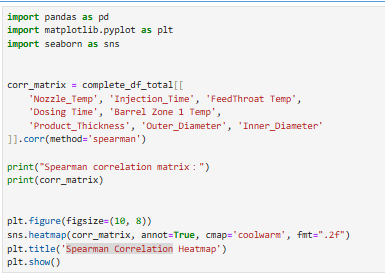 import pandas as pd
import matplotlib.pyplot as plt
import seaborn as sns
corr_matrix = complete_df_total[[
    'Nozzle_Temp', 'Injection_Time', 'FeedThroat Temp',
    'Dosing Time', 'Barrel Zone 1 Temp',
    'Product_Thickness', 'Outer_Diameter', 'Inner_Diameter'
]].corr(method='spearman')
print("Spearman correlation matrix：")
print(corr_matrix)
plt.figure(figsize=(10, 8))
sns.heatmap(corr_matrix, annot=True, cmap='coolwarm', fmt=".2f")
plt.title('Spearman Correlation Heatmap')
plt.show()